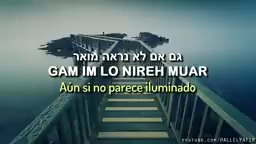 גם אם לא נראה מואר
GAM IM LO NIREH MUAR
Aún si no parece iluminado
YOUTUBE.COM/HALLELYAFIM